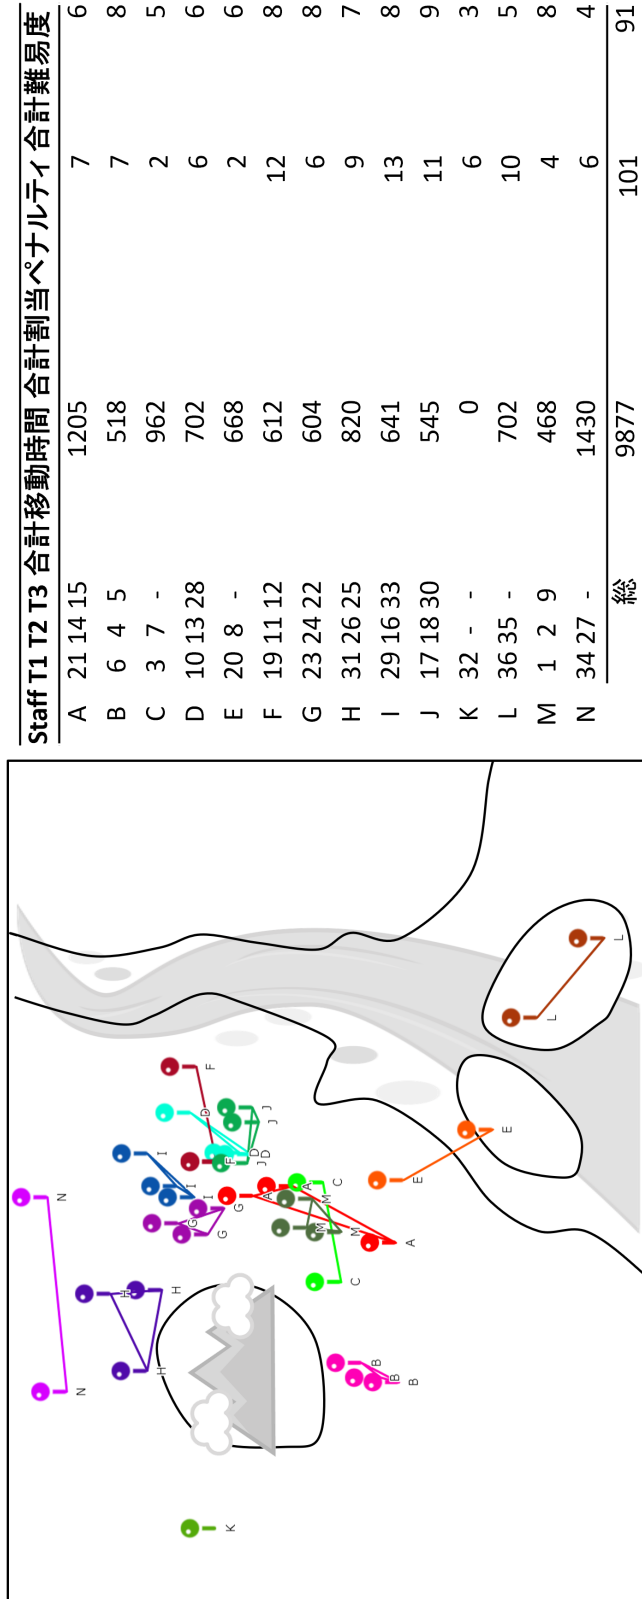 N
N
H
I
H
H
G
I
D
F
I
G
F
K
G
D
J
D
A
J
J
A
M
M
C
C
M
B
B
A
B
E
E
L
L
Staff T1 T2 T3 合計移動時間 合計割当ペナルティ 合計難易度
A 21 14 15 1205 7 6
B 6 4 5 518 7 8
C 3 7 - 962 2 5
D 10 13 28 702 6 6
E 20 8 - 668 2 6
F 19 11 12 612 12 8
G 23 24 22 604 6 8
H 31 26 25 820 9 7
I 29 16 33 641 13 8
J 17 18 30 545 11 9
K 32 - - 0 6 3
L 36 35 - 702 10 5
M 1 2 9 468 4 8
N 34 27 - 1430 6 4
総 9877 101 91